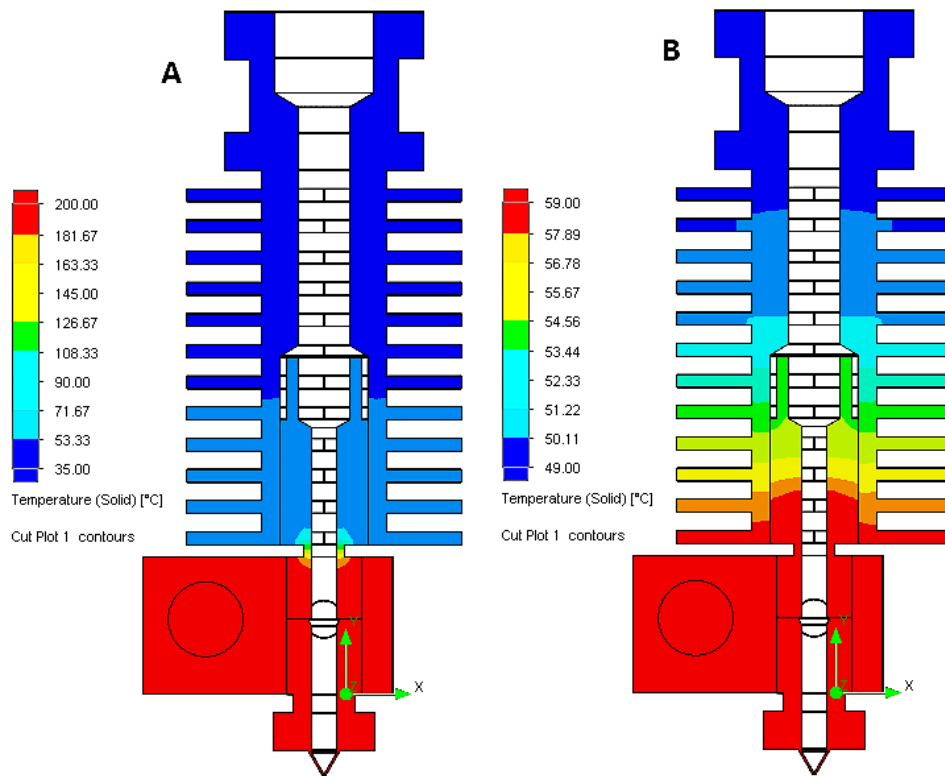 A
200.00
181.67
163.33
145.00
126.67
108.33
90.00
71.67
53.33
35.00
Temperature (Solid) [°C]
Cut Plot 1 contours
Y
Z
X
B
59.00
57.89
56.78
55.67
54.56
53.44
52.33
51.22
50.11
49.00
Temperature (Solid) [°C]
Cut Plot 1 contours
Y
Z
X